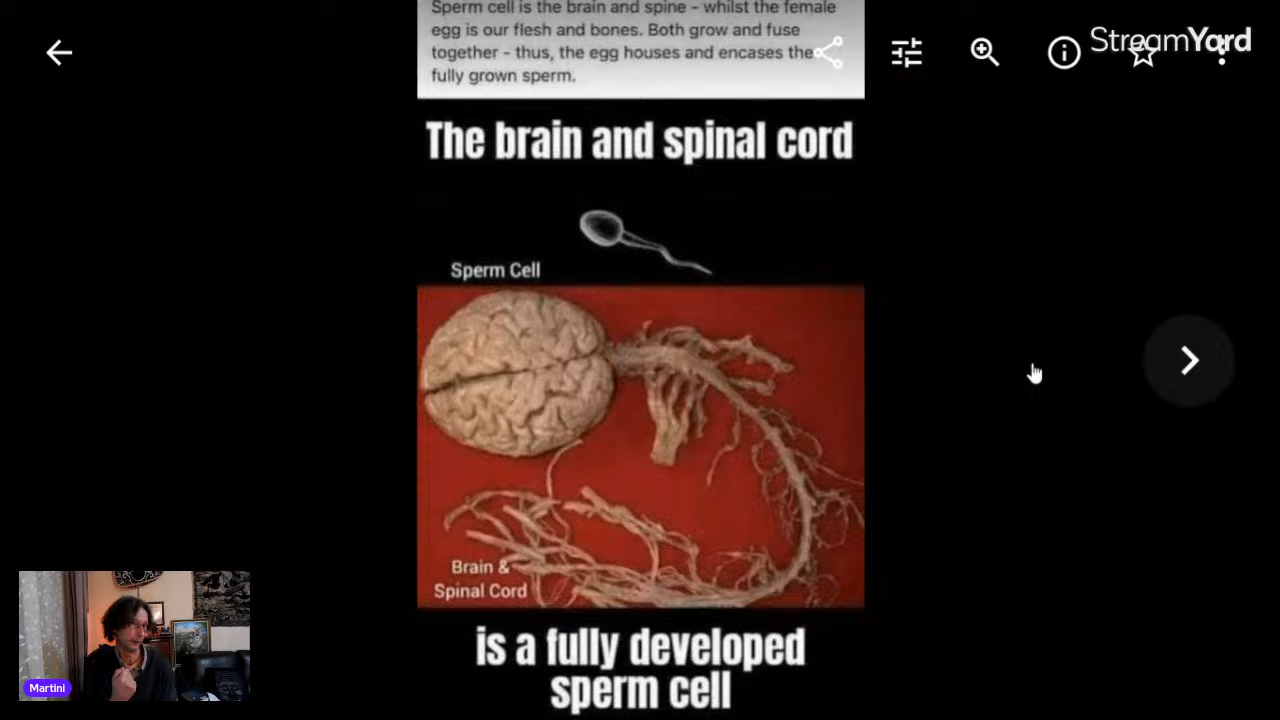 Sperm cell is the brain and spine - whilst the female
egg is our flesh and bones. Both grow and fuse
together - thus, the egg houses and encases the
fully grown sperm.
StreamYard
The brain and spinal cord
Sperm Cell
Brain &
Spinal Cord
is a fully developed
sperm cell
Martini